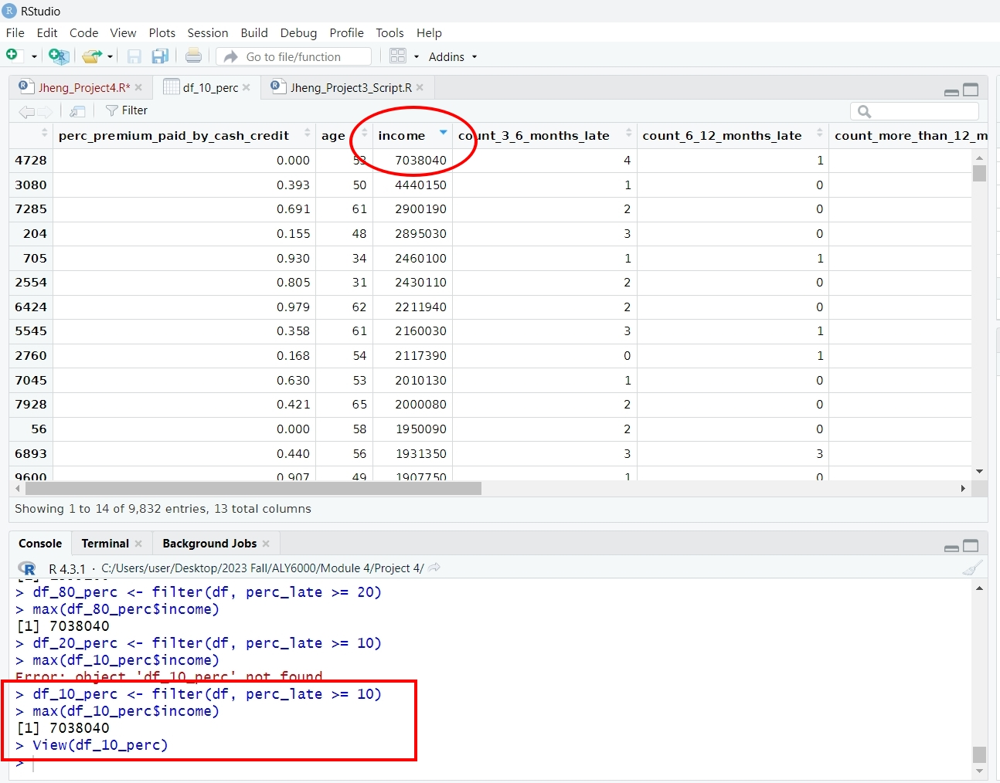 RStudio
File Edit Code View Plots Session Build Debug Profile Tools Help
Go to file/function Addins
Jheng_Project4.R* df_10_perc Jheng_Project3_Script.R
Filter
perc_premium_paid_by_cash_credit age income count_3_6_months_late count_6_12_months_late count_more_than_12_m
4728 0.000 53 7038040 4 1
3080 0.393 50 4440150 1 0
7285 0.691 61 2900190 2 0
204 0.155 48 2895030 3 0
705 0.930 34 2460100 1 1
2554 0.805 31 2430110 2 0
6424 0.979 62 2211940 2 0
5545 0.358 61 2160030 3 1
2760 0.168 54 2117390 0 1
7045 0.630 53 2010130 1 0
7928 0.421 65 2000080 2 0
56 0.000 58 1950090 2 0
6893 0.440 56 1931350 3 3
9600 0.907 49 1907750 1 0
Showing 1 to 14 of 9,832 entries, 13 total columns
Console Terminal Background Jobs
R 4.3.1 · C:/Users/user/Desktop/2023 Fall/ALY6000/Module 4/Project 4/
> df_80_perc <- filter(df, perc_late >= 20)
> max(df_80_perc$income)
[1] 7038040
> df_20_perc <- filter(df, perc_late >= 10)
> max(df_10_perc$income)
Error: object 'df_10_perc' not found
> df_10_perc <- filter(df, perc_late >= 10)
> max(df_10_perc$income)
[1] 7038040
> View(df_10_perc)
>